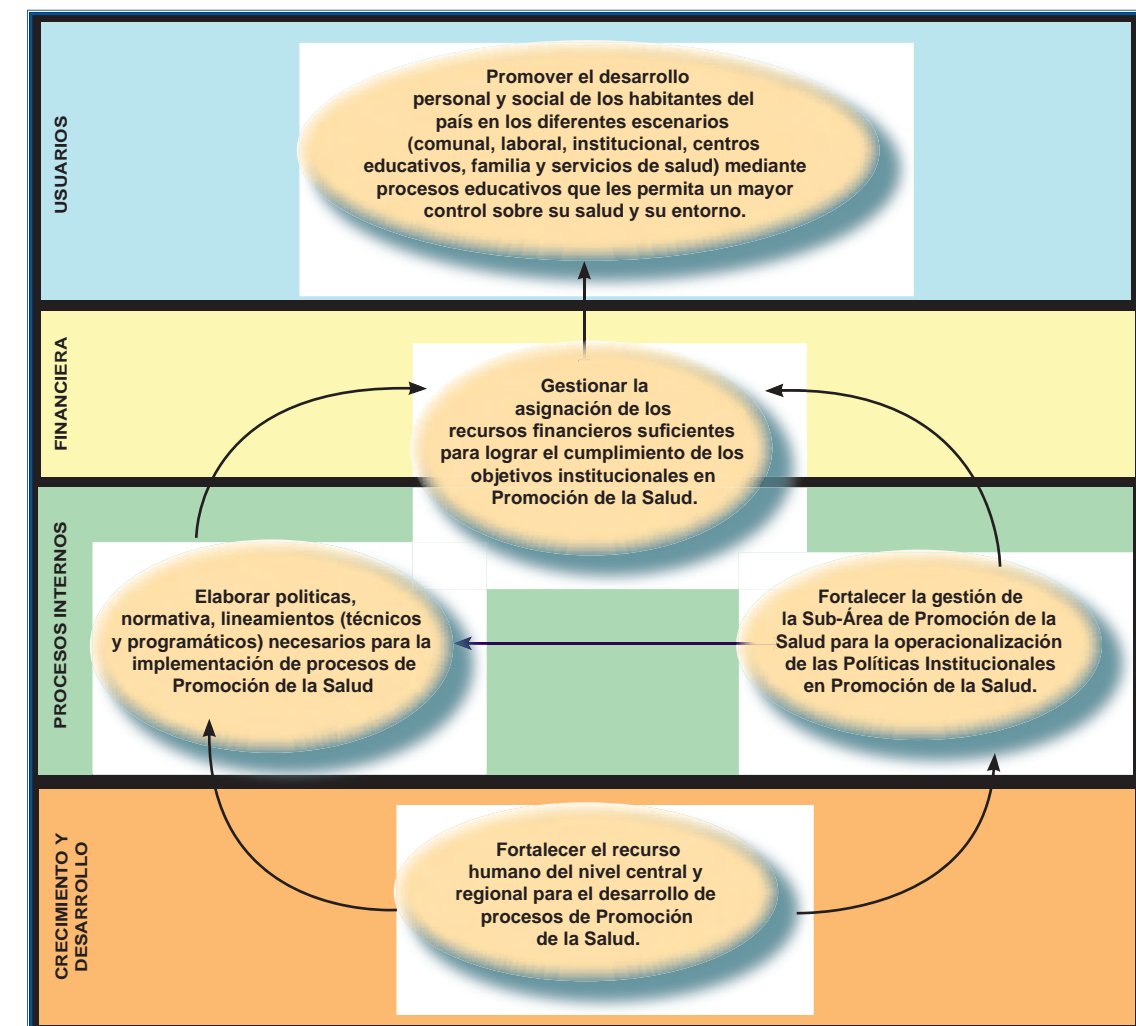 USUARIOS
Promover el desarrollo
personal y social de los habitantes del
país en los diferentes escenarios
(comunal, laboral, institucional, centros
educativos, familia y servicios de salud) mediante
procesos educativos que les permita un mayor
control sobre su salud y su entorno.
FINANCIERA
Gestionar la
asignación de los
recursos financieros suficientes
para lograr el cumplimiento de los
objetivos institucionales en
Promoción de la Salud.
PROCESOS INTERNOS
Elaborar politicas,
normativa, lineamientos (técnicos
y programáticos) necesarios para la
implementación de procesos de
Promoción de la Salud
Fortalecer la gestión de
la Sub-Área de Promoción de la
Salud para la operacionalización
de las Políticas Institucionales
en Promoción de la Salud.
CRECIMIENTO Y
DESARROLLO
Fortalecer el recurso
humano del nivel central y
regional para el desarrollo de
procesos de Promoción
de la Salud.